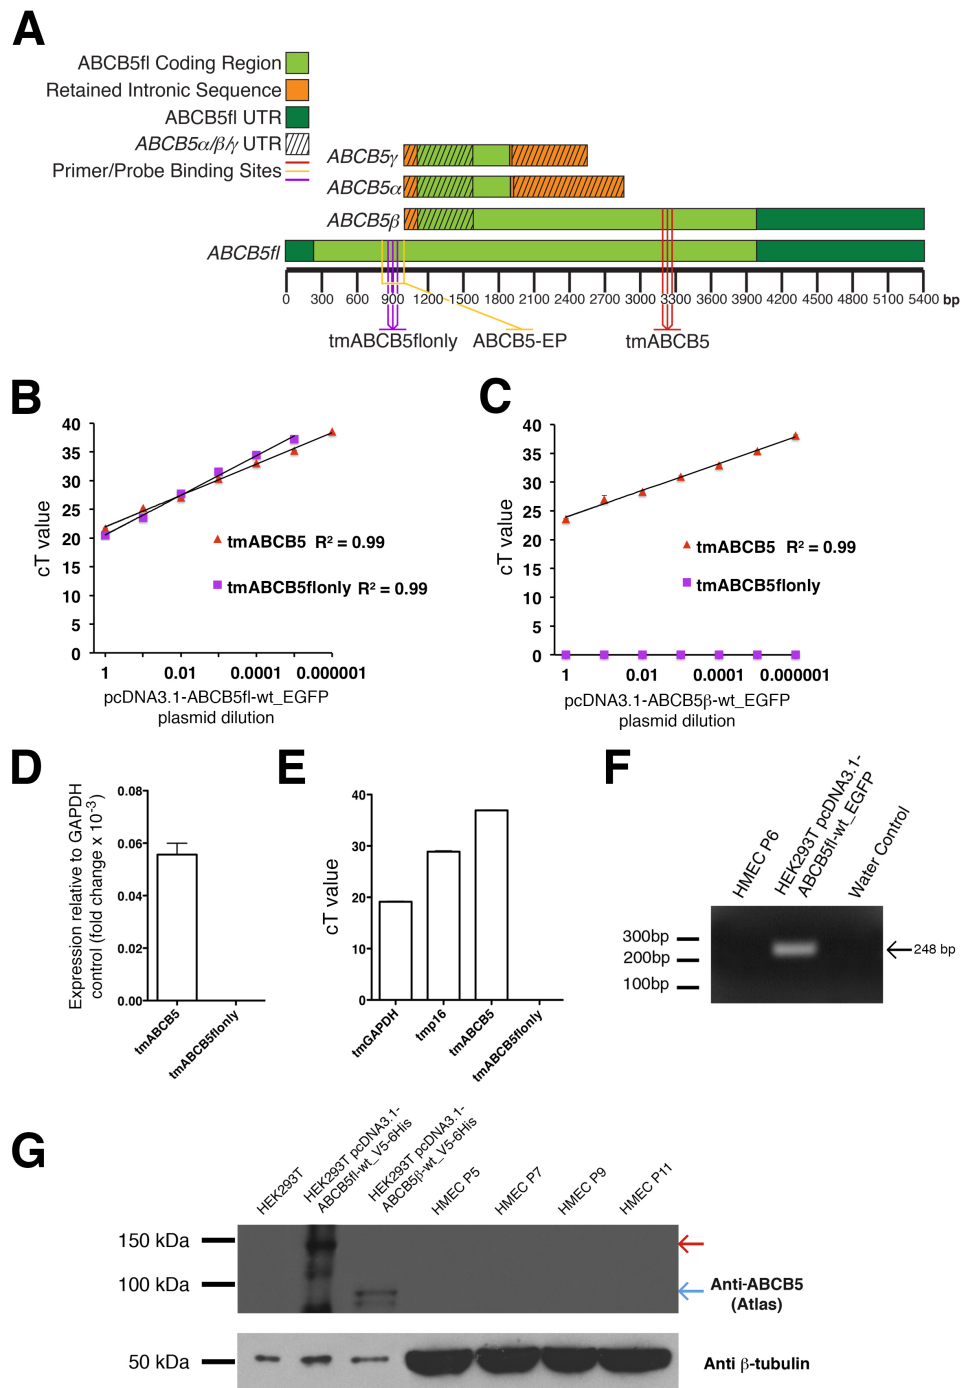 A
ABCB5fl Coding Region
Retained Intronic Sequence
ABCB5fl UTR
ABCB5α/β/γ UTR
Primer/Probe Binding Sites
ABCB5γ
ABCB5α
ABCB5β
ABCB5fl
0 300 600 900 1200 1500 1800 2100 2400 2700 3000 3300 3600 3900 4200 4500 4800 5100 5400 bp
tmABCB5flonly ABCB5-EP tmABCB5
B
cT value
40
35
30
25
20
15
10
5
0
tmABCB5 R² = 0.99
tmABCB5flonly R² = 0.99
1 0.01 0.0001 0.000001
pcDNA3.1-ABCB5fl-wt_EGFP
plasmid dilution
C
cT value
40
35
30
25
20
15
10
5
0
tmABCB5 R² = 0.99
tmABCB5flonly
1 0.01 0.0001 0.000001
pcDNA3.1-ABCB5β-wt_EGFP
plasmid dilution
D
Expression relative to GAPDH
control (fold change x 10⁻³)
0.08
0.06
0.04
0.02
0.00
tmABCB5
tmABCB5flonly
E
cT value
40
30
20
10
0
tmGAPDH
tmp16
tmABCB5
tmABCB5flonly
F
HMEC P6
HEK293T pcDNA3.1-
ABCB5fl-wt_EGFP
Water Control
300bp
200bp
100bp
248 bp
G
HEK293T
HEK293T pcDNA3.1-
ABCB5fl-wt_V5-6His
HEK293T pcDNA3.1-
ABCB5β-wt_V5-6His
HMEC P5
HMEC P7
HMEC P9
HMEC P11
150 kDa
100 kDa
Anti-ABCB5
(Atlas)
50 kDa
Anti β-tubulin